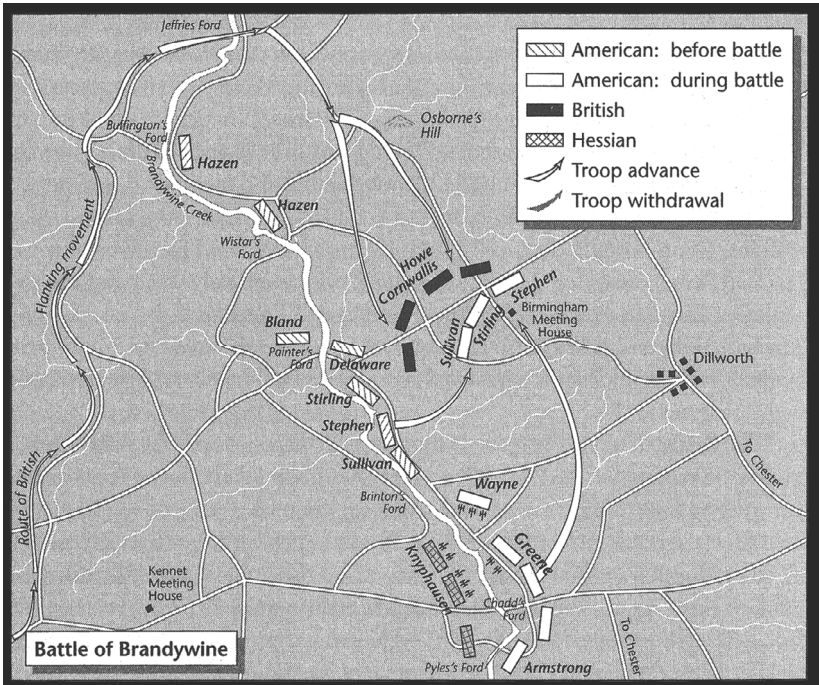 Jeffries Ford
American: before battle
American: during battle
British
Hessian
Troop advance
Troop withdrawal
Osborne's
Hill
Buffington's
Ford
Hazen
Brandywine Creek
Hazen
Wistar's
Ford
Flanking movement
Howe
Cornwallis
Stephen
Stirling
Sullivan
Birmingham
Meeting
House
Bland
Painter's
Ford
Delaware
Dillworth
Stirling
Stephen
Sullivan
To Chester
Route of British
Brinton's
Ford
Wayne
Greene
Knyphausen
Kennet
Meeting
House
Chadd's
Ford
To Chester
To Chester
Battle of Brandywine
Pyles's Ford
Armstrong